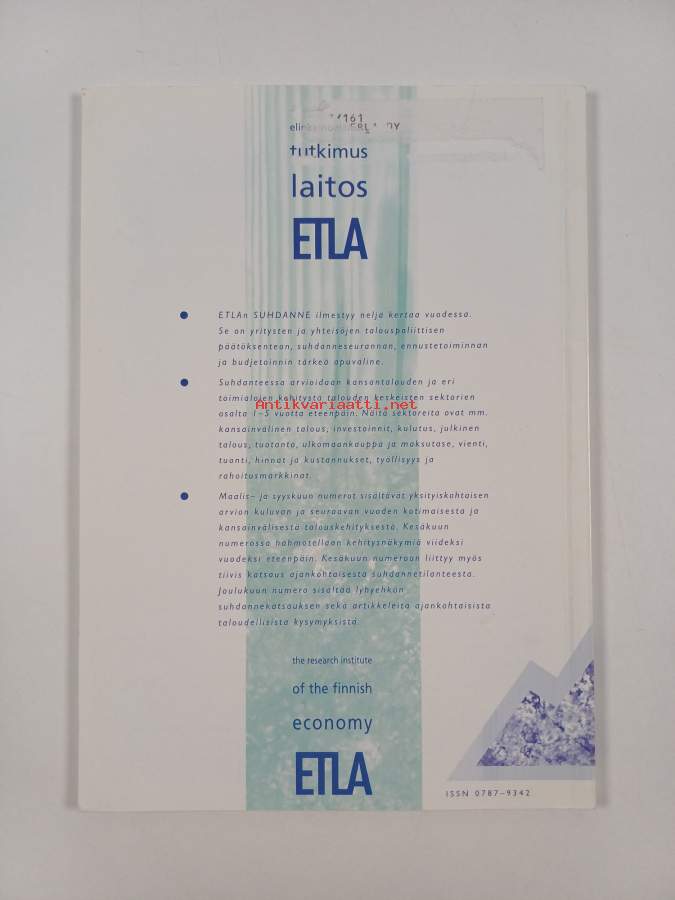 161
tutkimus
laitos
ETLA
● ETLAn SUHDANNE ilmestyy neljä kertaa vuodessa.
Se on yritysten ja yhteisöjen talouspoliittisen
päätöksenteon, suhdanneseurannan, ennustetoiminnan
ja budjetoinnin tärkeä apuväline.
● Suhdanteessa arvioidaan kansantalouden ja eri
toimialojen kehitystä talouden keskeisten sektorien
Antikvariaatti.net
osalta 1–5 vuotta eteenpäin. Näitä sektoreita ovat mm.
kansainvälinen talous, investoinnit, kulutus, julkinen
talous, tuotanto, ulkomaankauppa ja maksutase, vienti,
tuonti, hinnat ja kustannukset, työllisyys ja
rahoitusmarkkinat.
● Maalis– ja syyskuun numerot sisältävät yksityiskohtaisen
arvion kuluvan ja seuraavan vuoden kotimaisesta ja
kansainvälisestä talouskehityksestä. Kesäkuun
numerossa hahmotellaan kehitysnäkymiä viideksi
vuodeksi eteenpäin. Kesäkuun numeroon liittyy myös
tiivis katsaus ajankohtaisesta suhdannetilanteesta.
Joulukuun numero sisältää lyhyehkön
suhdannekatsauksen sekä artikkeleita ajankohtaisista
taloudellisista kysymyksistä.
the research institute
of the finnish
economy
ETLA
ISSN 0787–9342